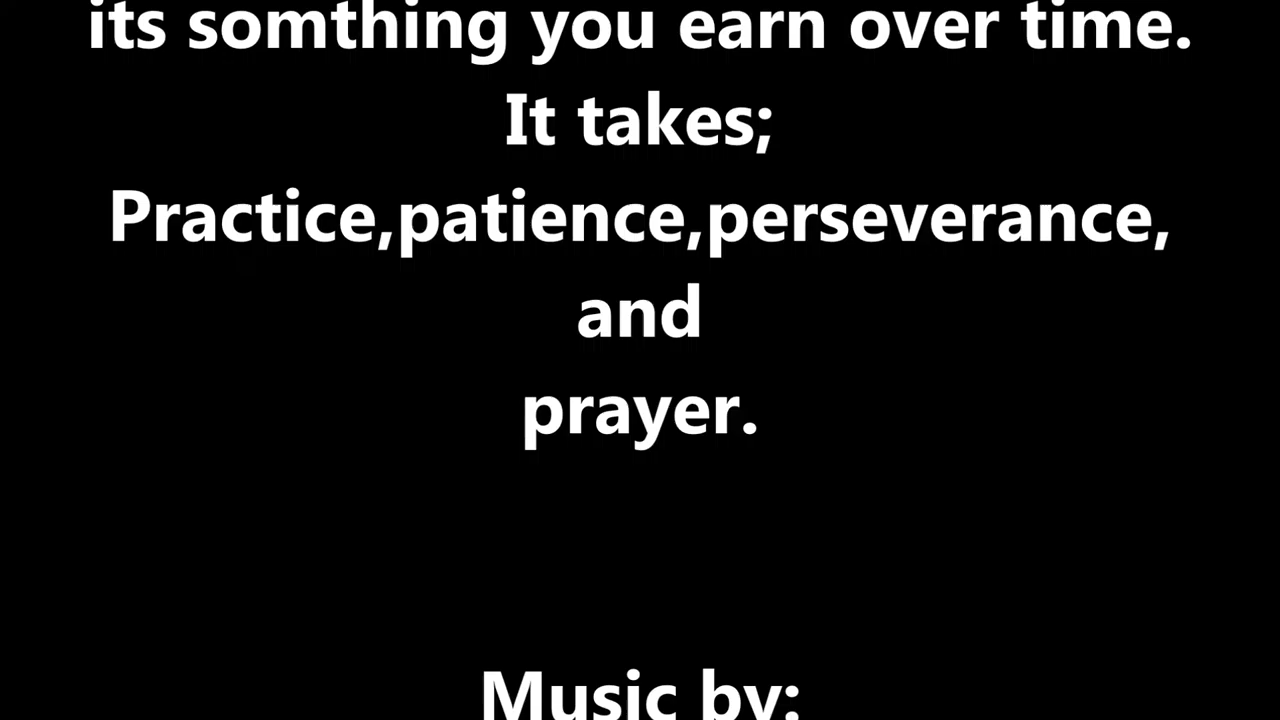 its somthing you earn over time.
It takes;
Practice,patience,perseverance,
and
prayer.
Music by: